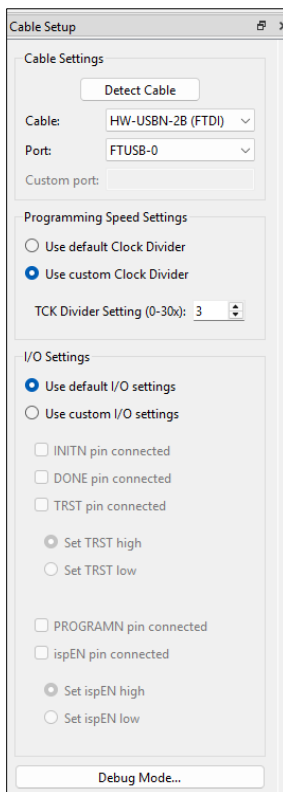 Cable Setup
Cable Settings
Detect Cable
Cable: HW-USBN-2B (FTDI)
Port: FTUSB-0
Custom port:
Programming Speed Settings
Use default Clock Divider
Use custom Clock Divider
TCK Divider Setting (0-30x): 3
I/O Settings
Use default I/O settings
Use custom I/O settings
INITN pin connected
DONE pin connected
TRST pin connected
Set TRST high
Set TRST low
PROGRAMN pin connected
ispEN pin connected
Set ispEN high
Set ispEN low
Debug Mode...